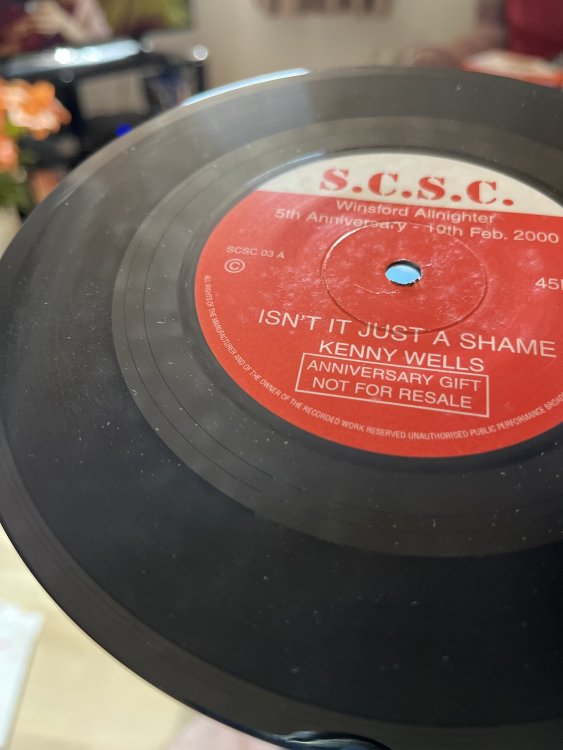 S.C.S.C.
Winsford Allnighter
5th Anniversary - 10th Feb. 2000
SCSC 03 A
©
45
ISN'T IT JUST A SHAME
KENNY WELLS
ANNIVERSARY GIFT
NOT FOR RESALE
ALL RIGHTS OF THE MANUFACTURER AND OF THE OWNER OF THE RECORDED WORK RESERVED UNAUTHORISED PUBLIC PERFORMANCE